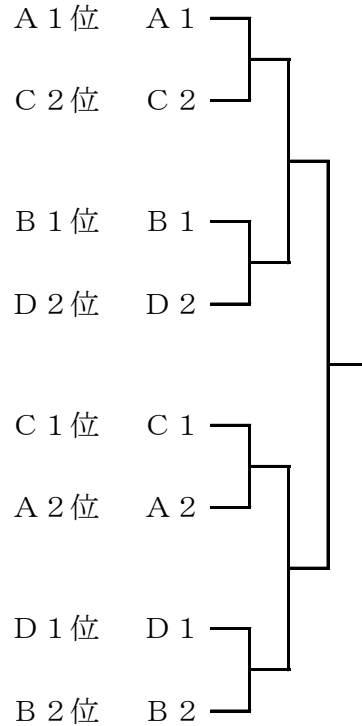 Ａ１位 Ａ１
Ｃ２位 Ｃ２
Ｂ１位 Ｂ１
Ｄ２位 Ｄ２
Ｃ１位 Ｃ１
Ａ２位 Ａ２
Ｄ１位 Ｄ１
Ｂ２位 Ｂ２